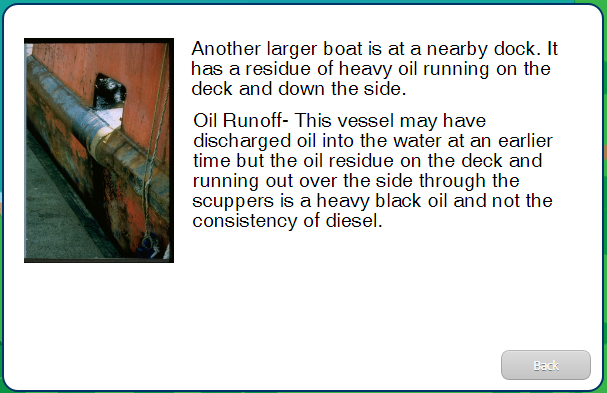 Another larger boat is at a nearby dock. It
has a residue of heavy oil running on the
deck and down the side.
Oil Runoff- This vessel may have
discharged oil into the water at an earlier
time but the oil residue on the deck and
running out over the side through the
scuppers is a heavy black oil and not the
consistency of diesel.
Back